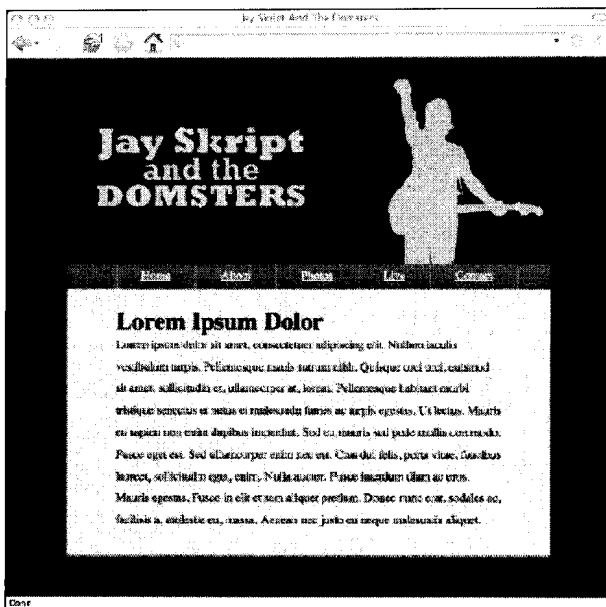 Jay Skript And The Domsters
Jay Skript
and the
DOMSTERS
Home About Photos Live Contact
Lorem Ipsum Dolor
Lorem ipsum dolor sit amet, consectetuer adipiscing elit. Nullam iaculis
vestibulum turpis. Pellentesque mattis rutrum nibh. Quisque orci orci, euismod
sit amet, sollicitudin et, ullamcorper at, lorem. Pellentesque habitant morbi
tristique senectus et netus et malesuada fames ac turpis egestas. Ut lectus. Mauris
eu sapien non enim dapibus imperdiet. Sed eu mauris sed pede mollis commodo.
Fusce eget est. Sed ullamcorper enim nec est. Cras dui felis, porta vitae, faucibus
laoreet, sollicitudin eget, enim. Nulla auctor. Fusce interdum diam ac eros.
Mauris egestas. Fusce in elit et sem aliquet pretium. Donec nunc erat, sodales ac,
facilisis a, molestie eu, massa. Aenean nec justo eu neque malesuada aliquet.
Done